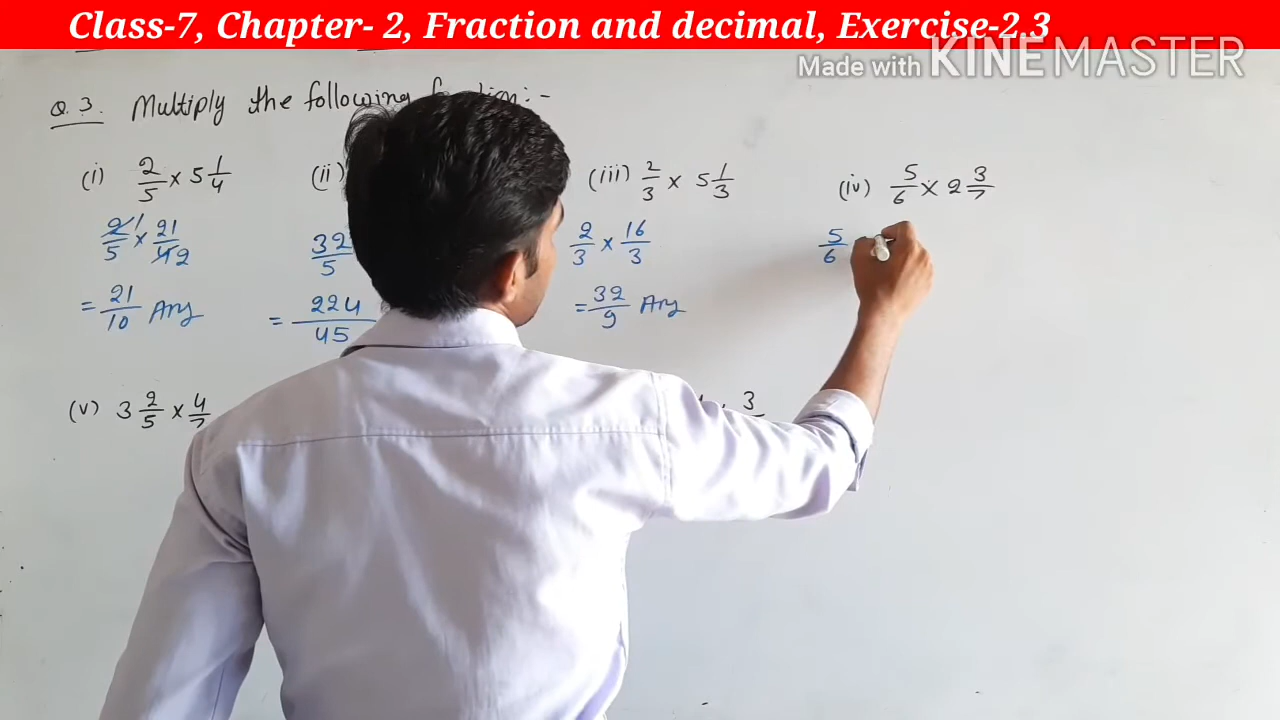 Class-7, Chapter- 2, Fraction and decimal, Exercise-2.3
Made with KINEMASTER
Q.3. Multiply the following :-
(i) 2/5 × 5 1/4
(ii)
(iii) 2/3 × 5 1/3
(iv) 5/6 × 2 3/7
2/5 1 × 21/4 2
32/5
2/3 × 16/3
5/6
= 21/10 Ans
= 224/45
= 32/9 Ans
(v) 3 2/5 × 4/7
3